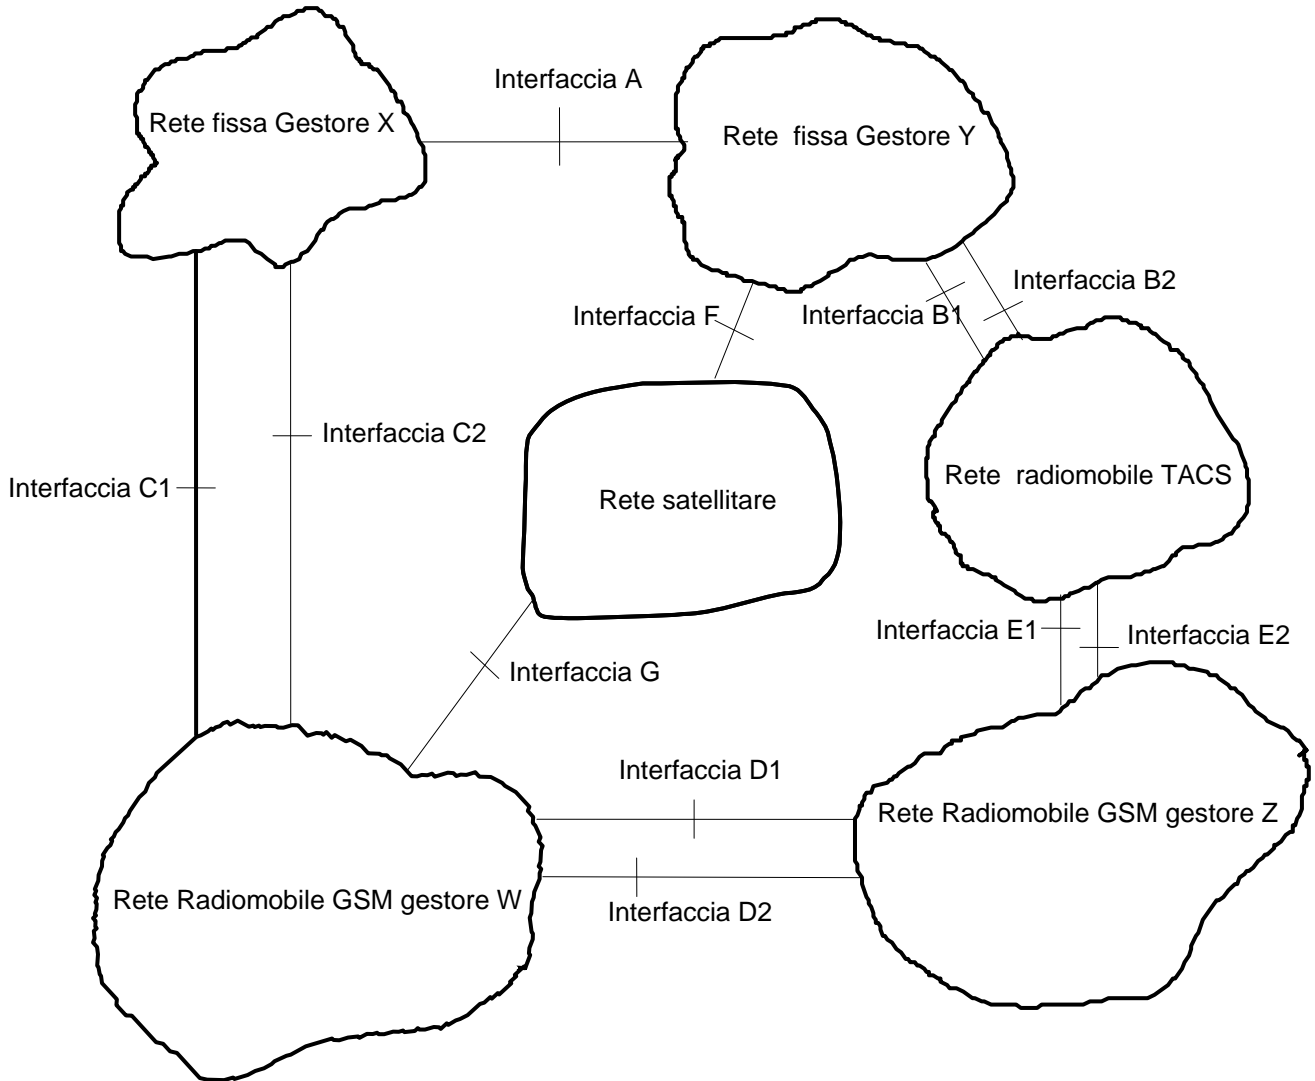 Interfaccia A
Rete fissa Gestore X
Rete fissa Gestore Y
Interfaccia B2
Interfaccia F
Interfaccia B1
Interfaccia C2
Interfaccia C1
Rete satellitare
Rete radiomobile TACS
Interfaccia E1
Interfaccia E2
Interfaccia G
Interfaccia D1
Rete Radiomobile GSM gestore Z
Rete Radiomobile GSM gestore W
Interfaccia D2